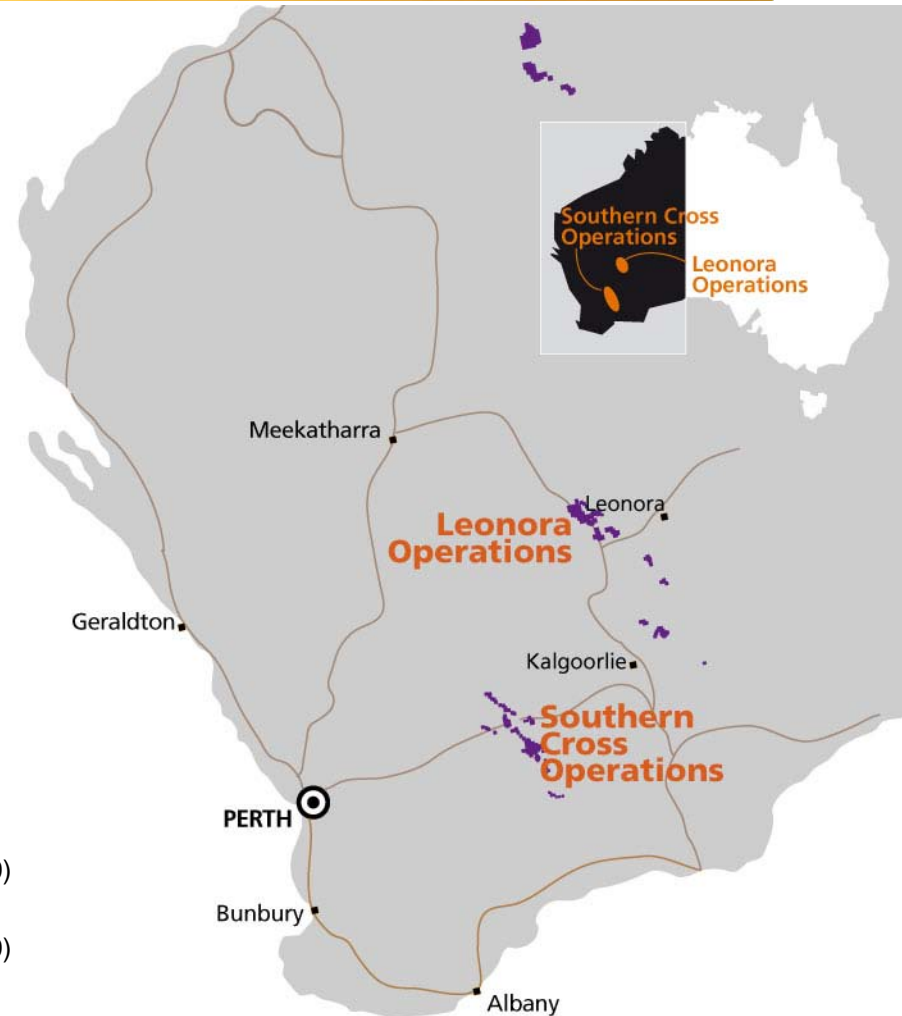 Southern Cross
Operations
Leonora
Operations
Meekatharra
Leonora
Leonora
Operations
Geraldton
Kalgoorlie
Southern
Cross
Operations
PERTH
Bunbury
Albany